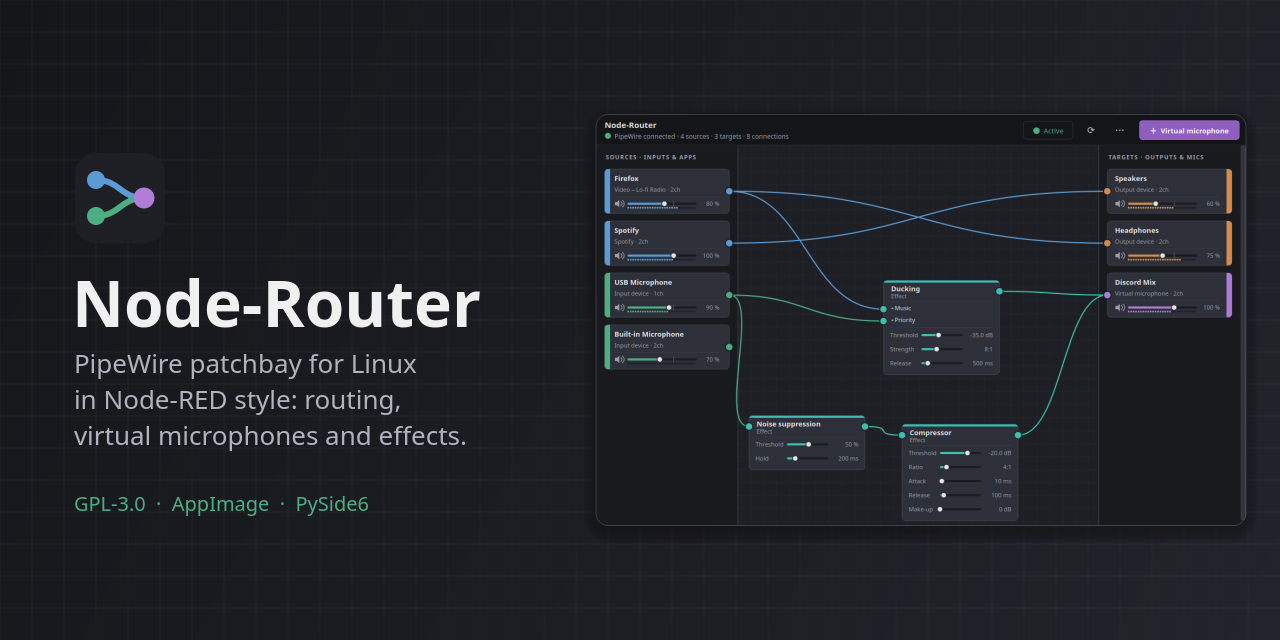 Node-Router
PipeWire patchbay for Linux
in Node-RED style: routing,
virtual microphones and effects.
GPL-3.0 · AppImage · PySide6
Node-Router
PipeWire connected · 4 sources · 3 targets · 8 connections
Active
⟳
···
+ Virtual microphone
SOURCES · INPUTS & APPS
Firefox
Video – Lo-fi Radio · 2ch
80 %
Spotify
Spotify · 2ch
100 %
USB Microphone
Input device · 1ch
90 %
Built-in Microphone
Input device · 2ch
70 %
Ducking
Effect
•Music
•Priority
Threshold -35.0 dB
Strength 8:1
Release 500 ms
Noise suppression
Effect
Threshold 50 %
Hold 200 ms
Compressor
Effect
Threshold -20.0 dB
Ratio 4:1
Attack 10 ms
Release 100 ms
Make-up 0 dB
TARGETS · OUTPUTS & MICS
Speakers
Output device · 2ch
60 %
Headphones
Output device · 2ch
75 %
Discord Mix
Virtual microphone · 2ch
100 %